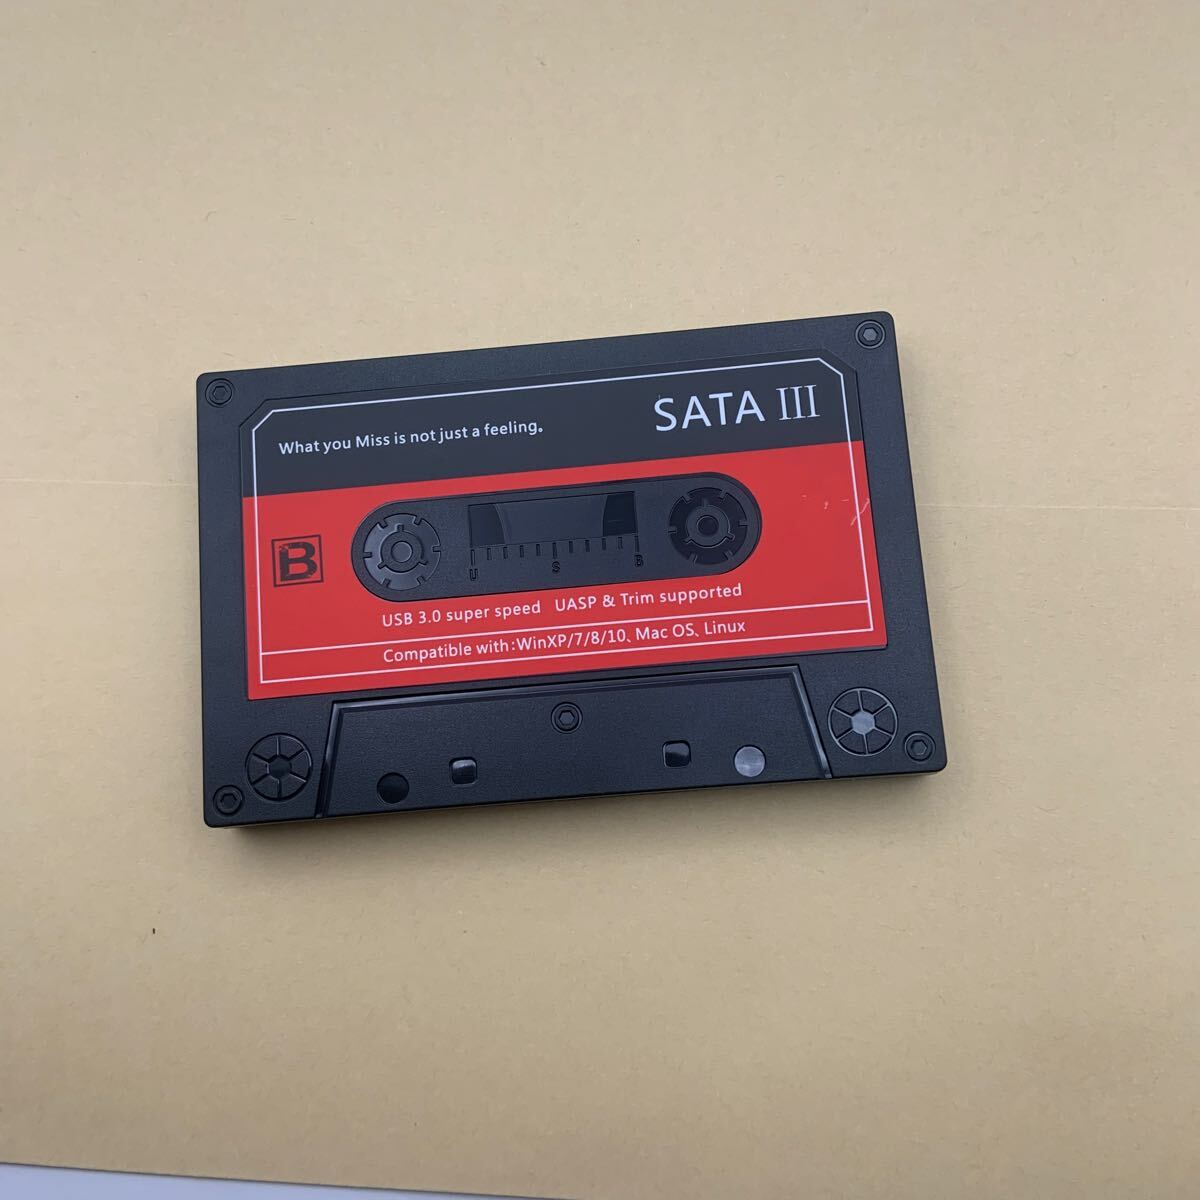 What you Miss is not just a feeling。
SATA III
B
U S B
USB 3.0 super speed UASP & Trim supported
Compatible with:WinXP/7/8/10、Mac OS、Linux